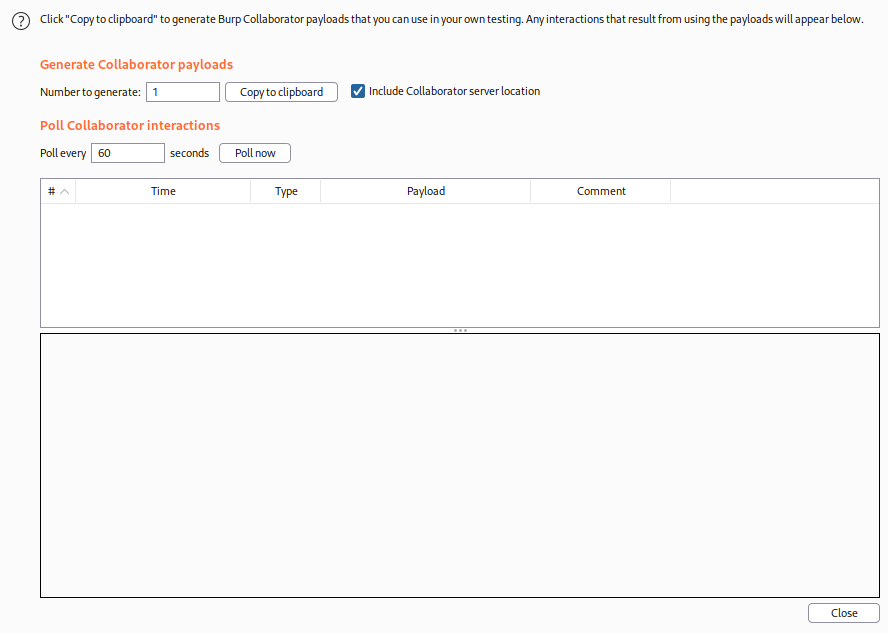 Click "Copy to clipboard" to generate Burp Collaborator payloads that you can use in your own testing. Any interactions that result from using the payloads will appear below.
Generate Collaborator payloads
Number to generate: 1 Copy to clipboard Include Collaborator server location
Poll Collaborator interactions
Poll every 60 seconds Poll now
# Time Type Payload Comment
Close